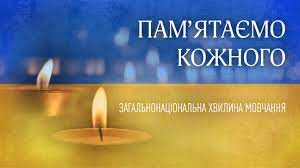 ПАМ’ЯТАЄМО
КОЖНОГО
ЗАГАЛЬНОНАЦІОНАЛЬНА ХВИЛИНА МОВЧАННЯ